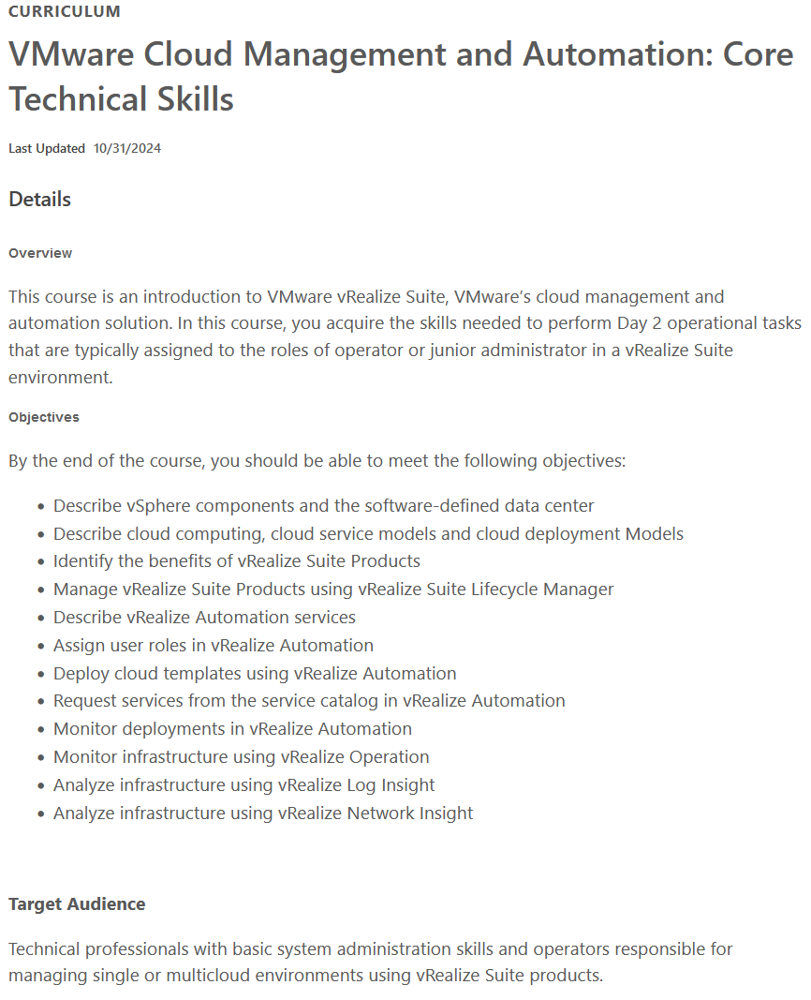 CURRICULUM
VMware Cloud Management and Automation: Core
Technical Skills
Last Updated 10/31/2024
Details
Overview
This course is an introduction to VMware vRealize Suite, VMware's cloud management and
automation solution. In this course, you acquire the skills needed to perform Day 2 operational tasks
that are typically assigned to the roles of operator or junior administrator in a vRealize Suite
environment.
Objectives
By the end of the course, you should be able to meet the following objectives:
• Describe vSphere components and the software-defined data center
• Describe cloud computing, cloud service models and cloud deployment Models
• Identify the benefits of vRealize Suite Products
• Manage vRealize Suite Products using vRealize Suite Lifecycle Manager
• Describe vRealize Automation services
• Assign user roles in vRealize Automation
• Deploy cloud templates using vRealize Automation
• Request services from the service catalog in vRealize Automation
• Monitor deployments in vRealize Automation
• Monitor infrastructure using vRealize Operation
• Analyze infrastructure using vRealize Log Insight
• Analyze infrastructure using vRealize Network Insight
Target Audience
Technical professionals with basic system administration skills and operators responsible for
managing single or multicloud environments using vRealize Suite products.